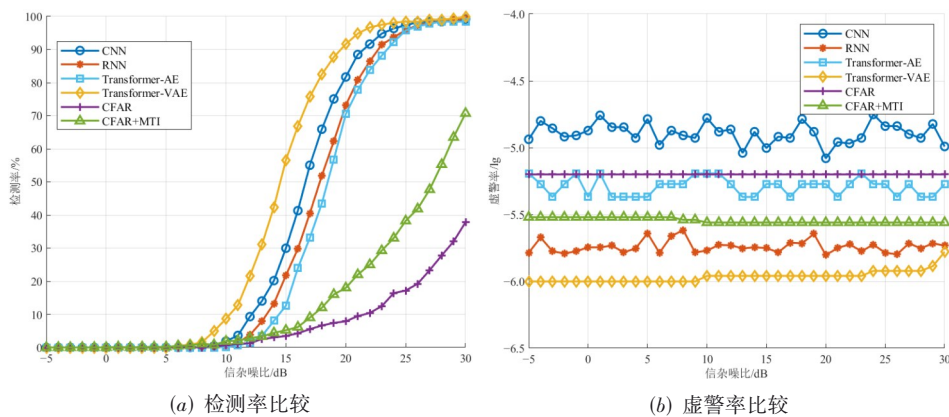 100
90
80
70
60
50
40
30
20
10
0
检测率/%
CNN
RNN
Transformer-AE
Transformer-VAE
CFAR
CFAR+MTI
-5 0 5 10 15 20 25 30
信杂噪比/dB
(a) 检测率比较
-4.0
-4.5
-5.0
-5.5
-6.0
-6.5
虚警率/lg
CNN
RNN
Transformer-AE
Transformer-VAE
CFAR
CFAR+MTI
-5 0 5 10 15 20 25 30
信杂噪比/dB
(b) 虚警率比较